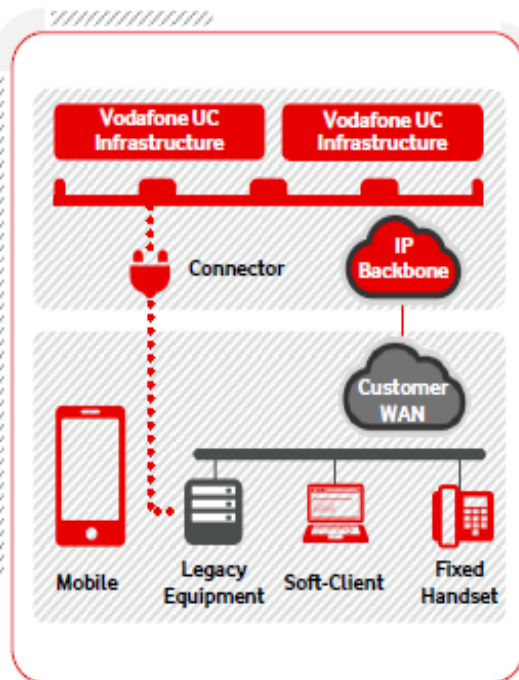 Vodafone UC
Infrastructure
Vodafone UC
Infrastructure
Connector
IP
Backbone
Customer
WAN
Mobile
Legacy
Equipment
Soft-Client
Fixed
Handset